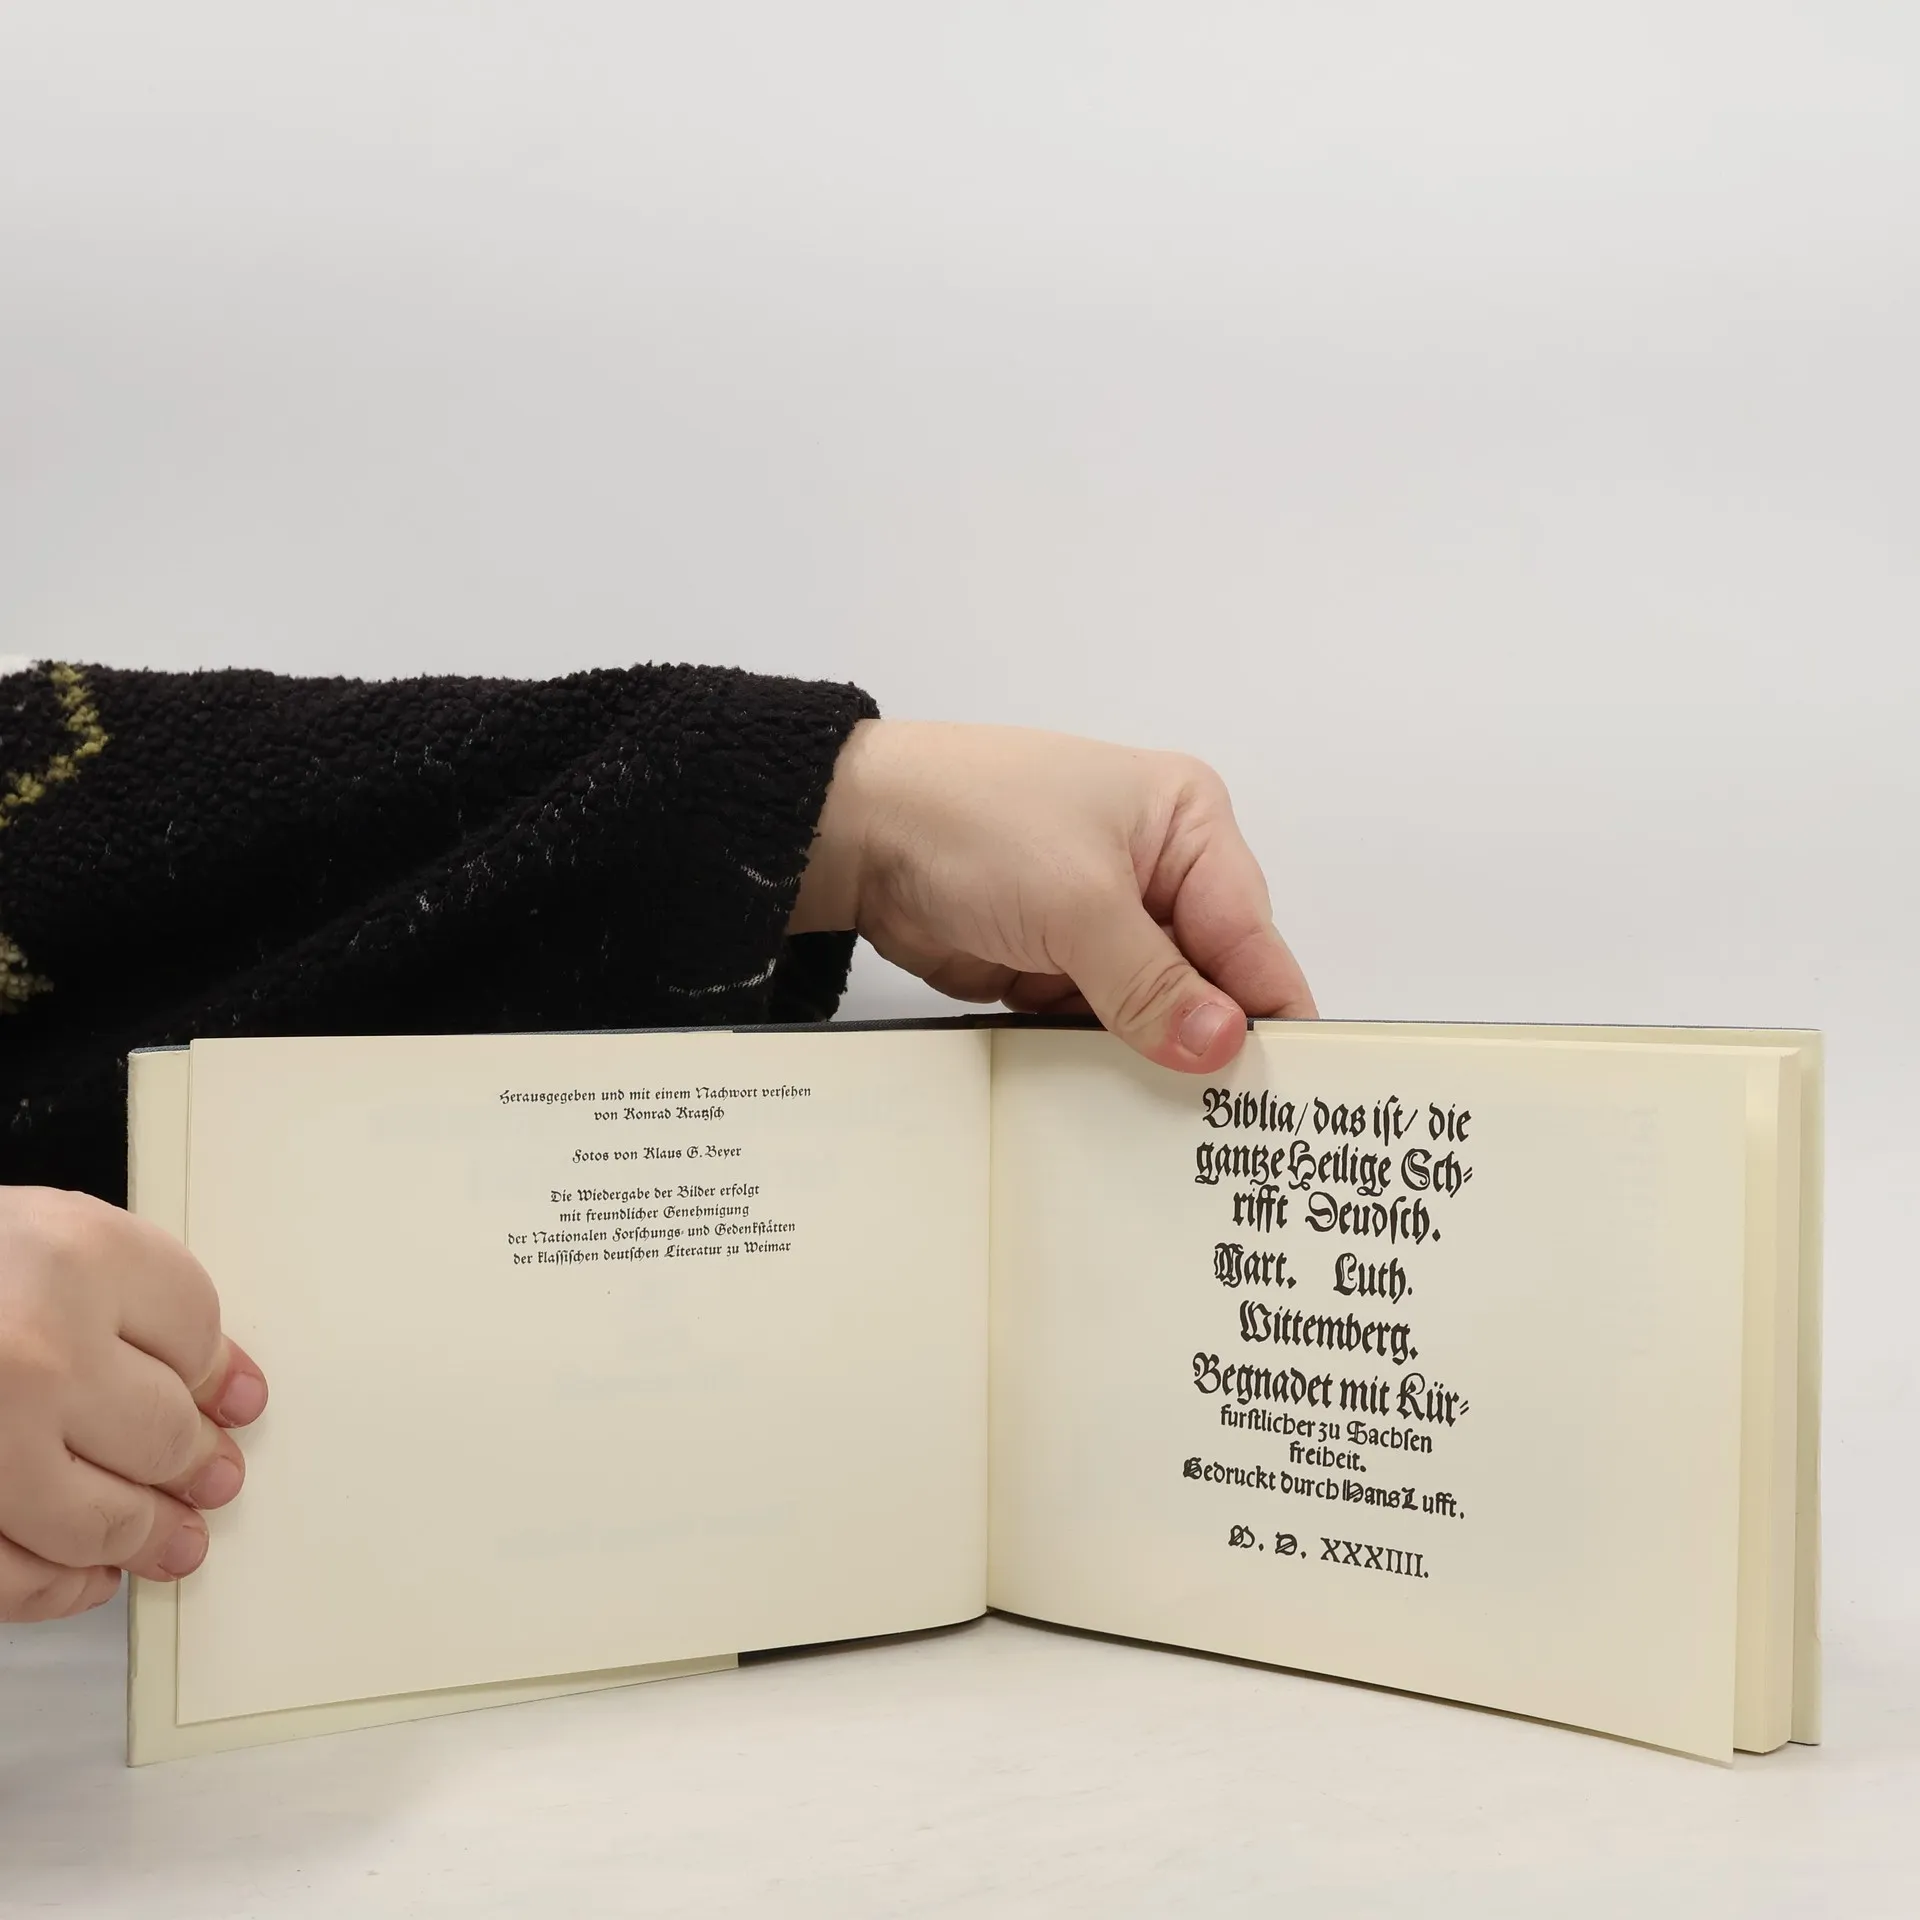 Herausgegeben und mit einem Nachwort versehen
von Konrad Kratzsch
Fotos von Klaus G. Beyer
Die Wiedergabe der Bilder erfolgt
mit freundlicher Genehmigung
der Nationalen Forschungs- und Gedenkstätten
der klassischen deutschen Literatur zu Weimar
Biblia/ das ist/ die
gantze Heilige Sch-
rifft Deudsch.
Mart. Luth.
Wittemberg.
Begnadet mit Kür-
furstlicher zu Sachsen
freiheit.
Gedruckt durch Hans Lufft.
M. D. XXXIIII.